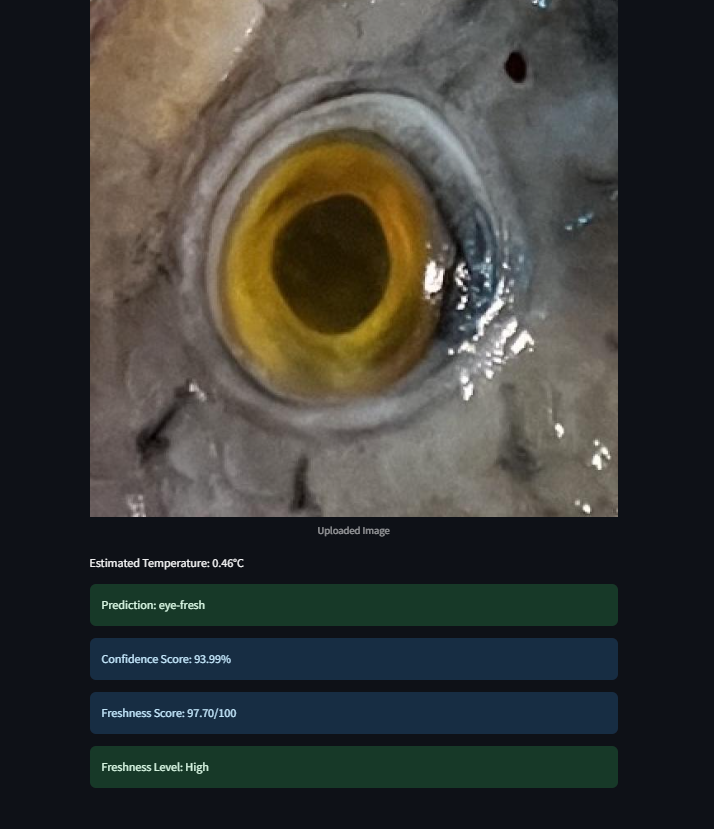 Uploaded Image
Estimated Temperature: 0.46°C
Prediction: eye-fresh
Confidence Score: 93.99%
Freshness Score: 97.70/100
Freshness Level: High